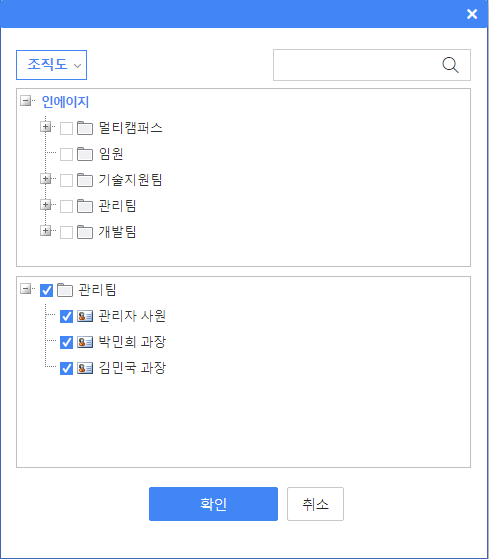 조직도
인에이지
멀티캠퍼스
임원
기술지원팀
관리팀
개발팀
관리팀
관리자 사원
박민희 과장
김민국 과장
확인
취소